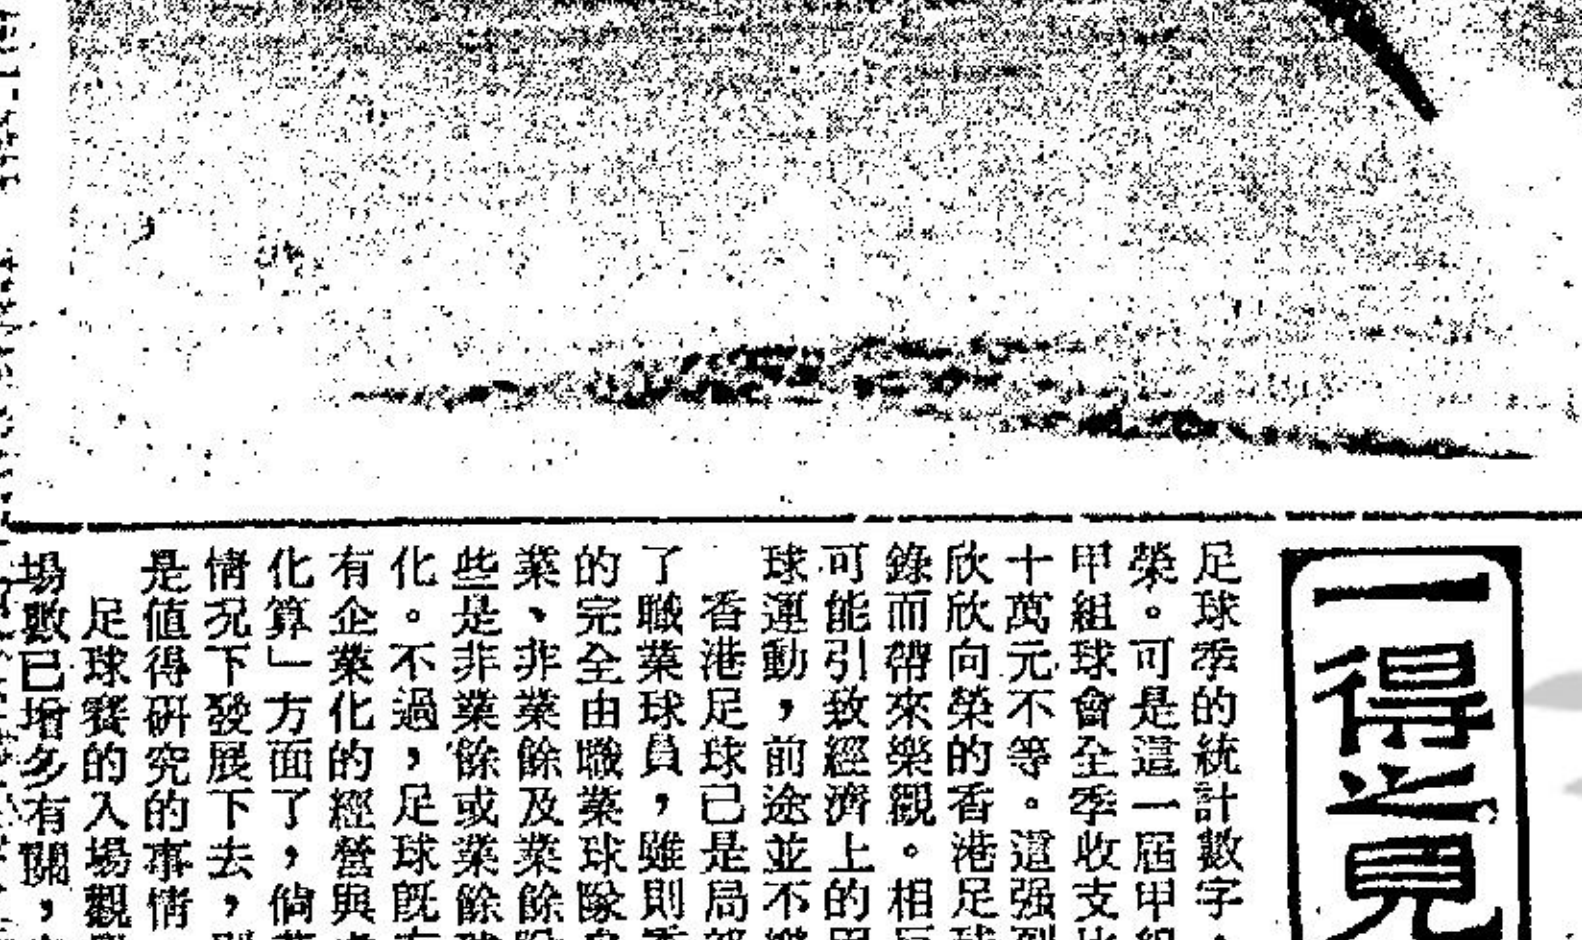 一得之見
足球季的統計數字,
榮。可是這一屆甲組
甲組球會全季收支比
十萬元不等。這强烈
欣欣向榮的香港足球
錄而帶來樂觀。相反
可能引致經濟上的困
球運動,前途並不樂
香港足球已是局部
了職業球員,雖則
的完全由職業球隊
業、非業餘及業餘
些是非業餘或業餘球
化。不過,足球既
有企業化的經營與
化算」方面了,倘
情况下發展下去,
是值得研究的事情
足球賽的入場觀
場數已增多有關,